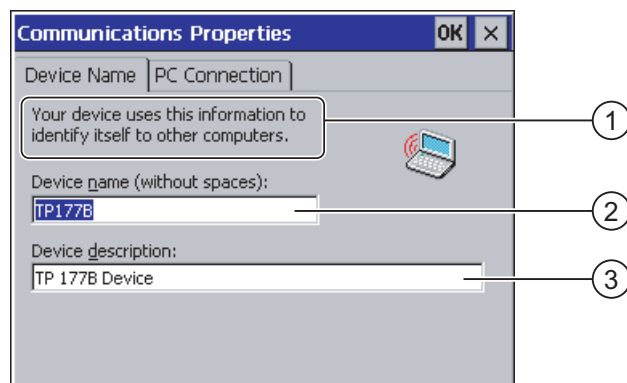 Communications Properties OK ×
Device Name PC Connection
Your device uses this information to
identify itself to other computers.
1
Device name (without spaces):
TP177B
2
Device description:
TP 177B Device
3